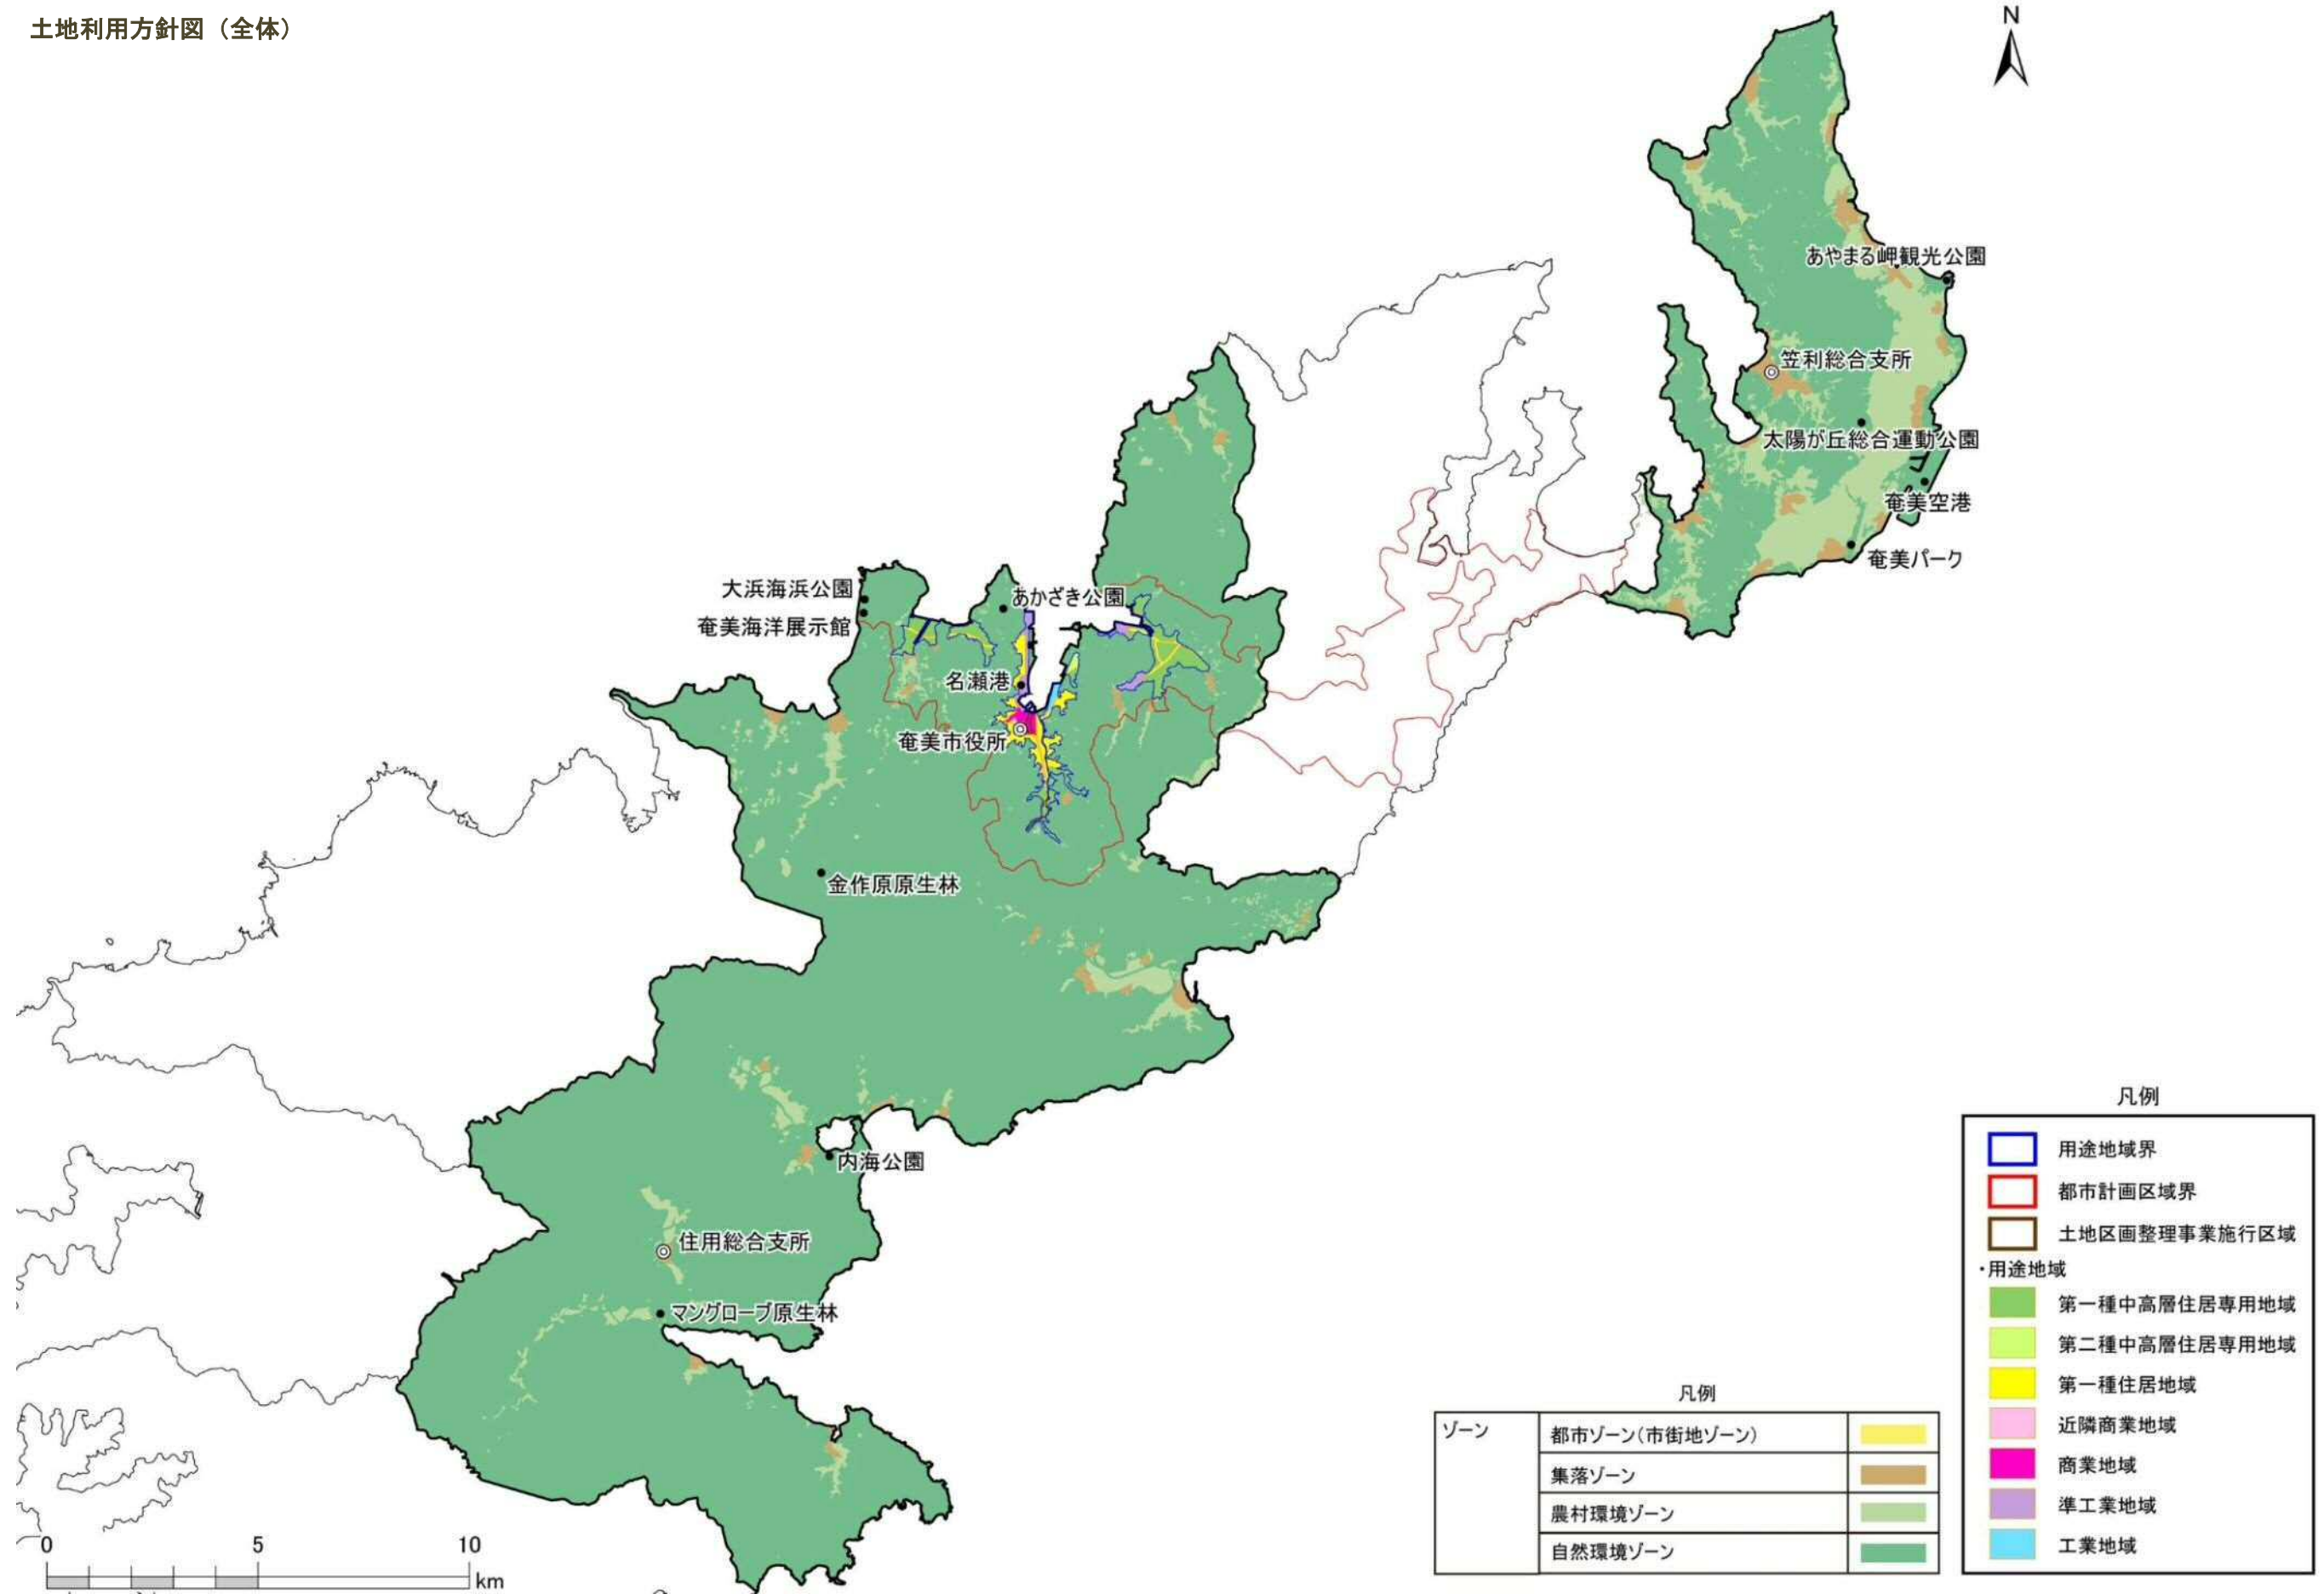 土地利用方針図（全体）
N
あやまる岬観光公園
笠利総合支所
太陽が丘総合運動公園
奄美空港
奄美パーク
大浜海浜公園
あかざき公園
奄美海洋展示館
名瀬港
奄美市役所
金作原原生林
内海公園
住用総合支所
マングローブ原生林
凡例
用途地域界
都市計画区域界
土地区画整理事業施行区域
・用途地域
第一種中高層住居専用地域
第二種中高層住居専用地域
第一種住居地域
近隣商業地域
商業地域
準工業地域
工業地域
凡例
ゾーン
都市ゾーン（市街地ゾーン）
集落ゾーン
農村環境ゾーン
自然環境ゾーン
0 5 10
km